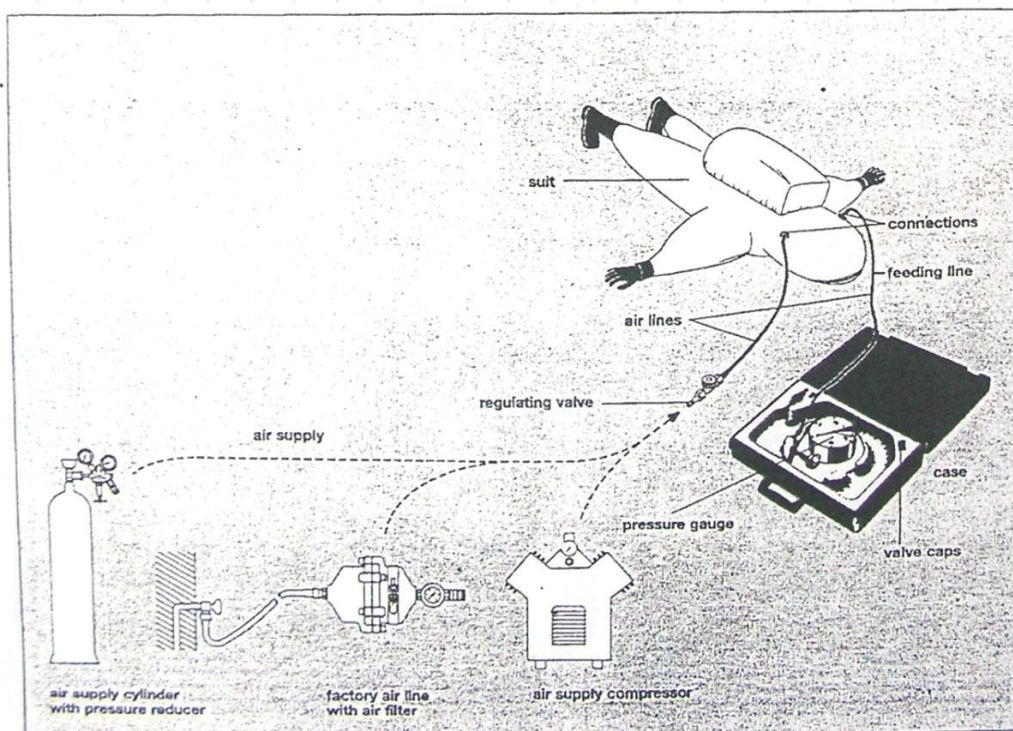 suit
connections
feeding line
air lines
regulating valve
air supply
case
pressure gauge
valve caps
air supply cylinder
with pressure reducer
factory air line
with air filter
air supply compressor